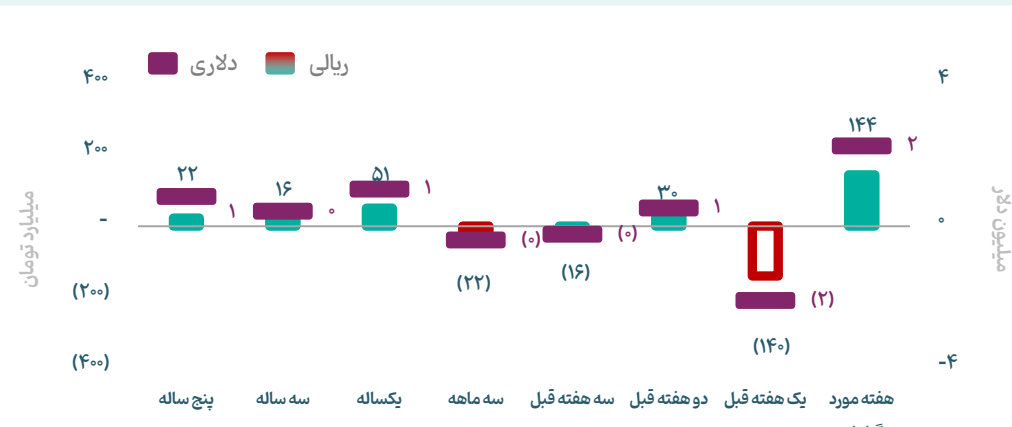 ریالی
دلاری
۴۰۰
۲۰۰
-
(۲۰۰)
(۴۰۰)
میلیارد تومان
۴
۰
-۴
میلیون دلار
۱۴۴
۲
(۲)
(۱۴۰)
۳۰
۱
(۰)
(۱۶)
(۰)
(۲۲)
۵۱
۱
۱۶
۰
۲۲
۱
هفته مورد
یک هفته قبل
دو هفته قبل
سه هفته قبل
سه ماهه
یکساله
سه ساله
پنج ساله